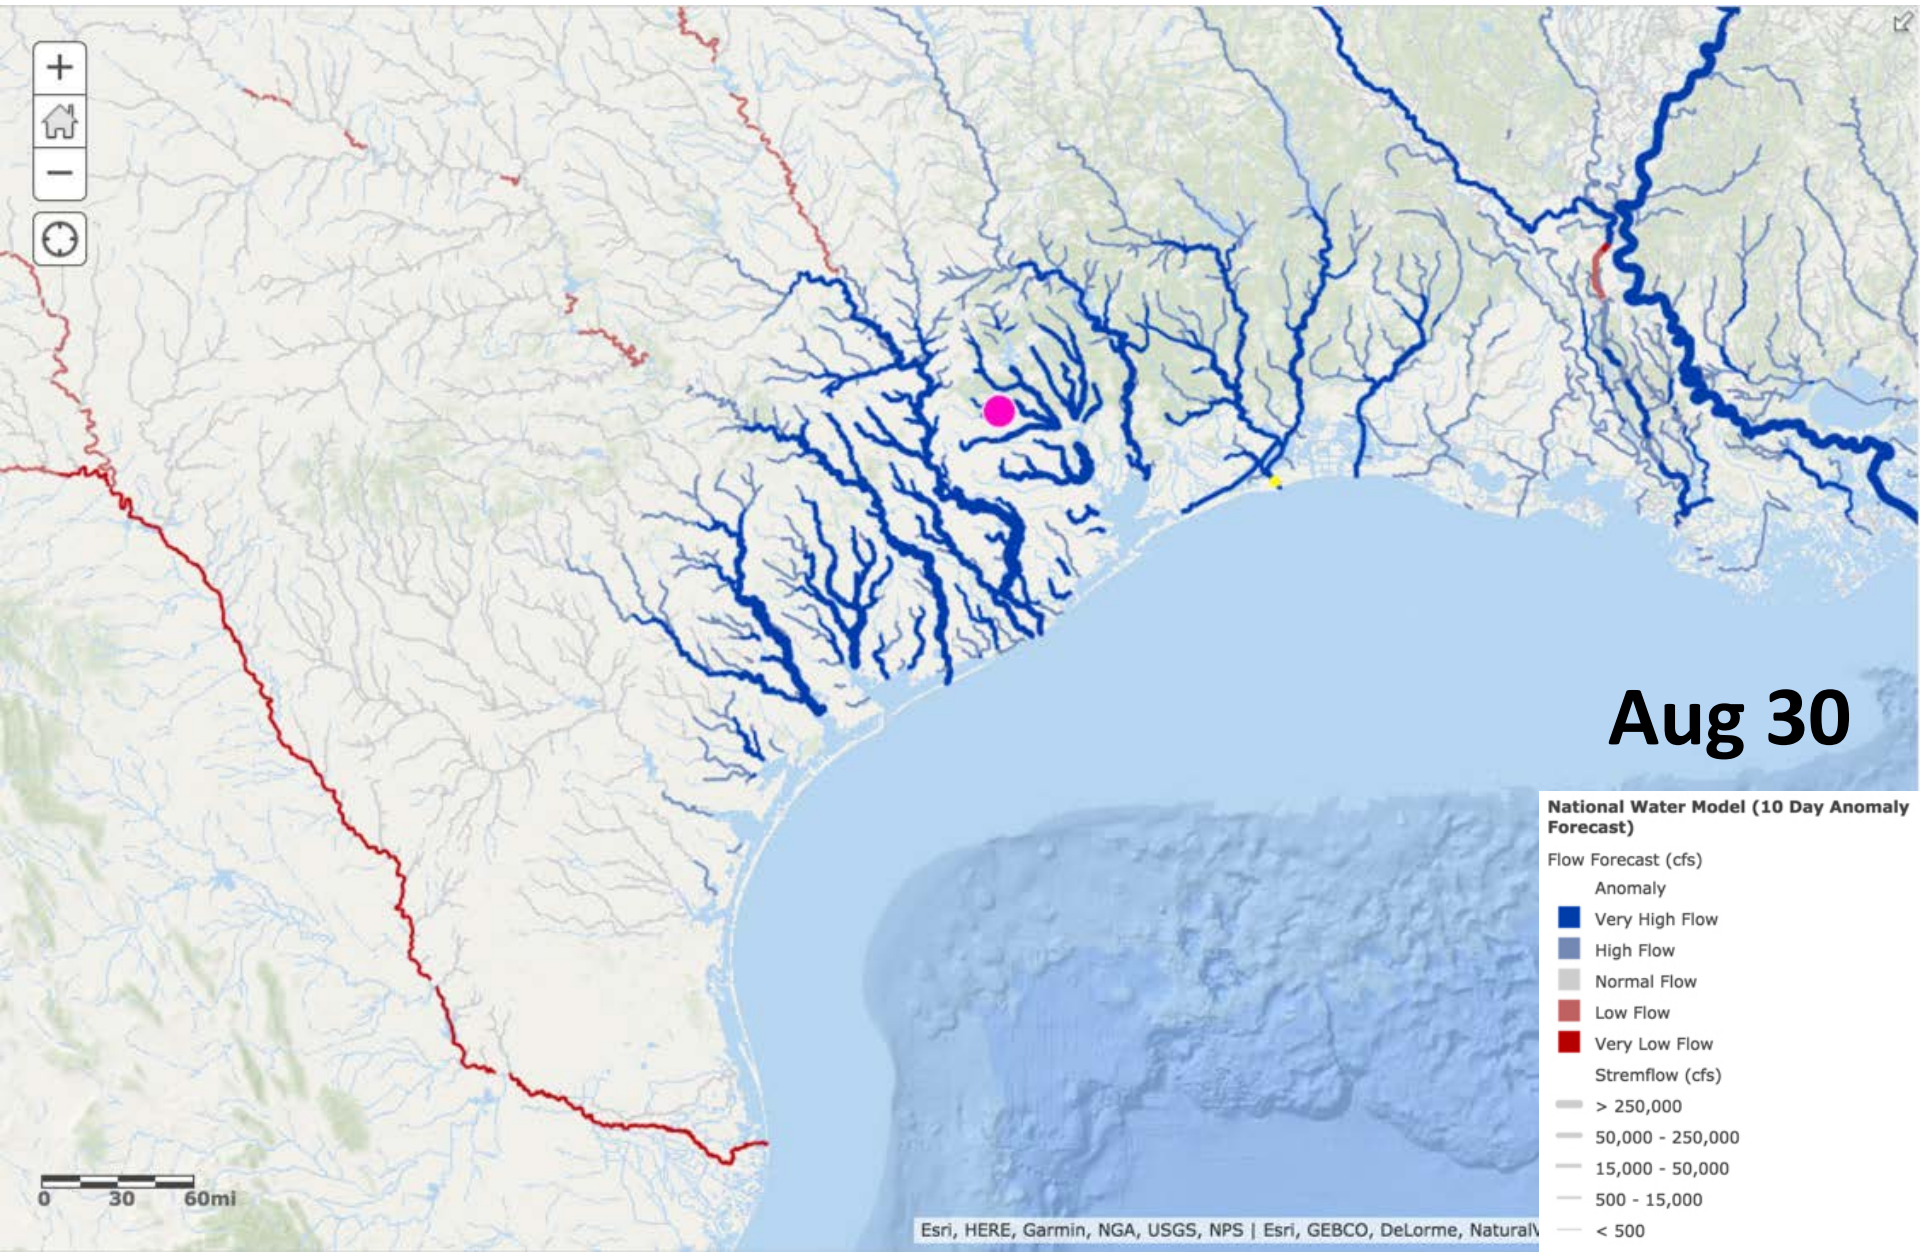 +
−
Aug 30
National Water Model (10 Day Anomaly
Forecast)
Flow Forecast (cfs)
Anomaly
Very High Flow
High Flow
Normal Flow
Low Flow
Very Low Flow
Stremflow (cfs)
> 250,000
50,000 - 250,000
15,000 - 50,000
500 - 15,000
< 500
0 30 60mi
Esri, HERE, Garmin, NGA, USGS, NPS | Esri, GEBCO, DeLorme, Natural